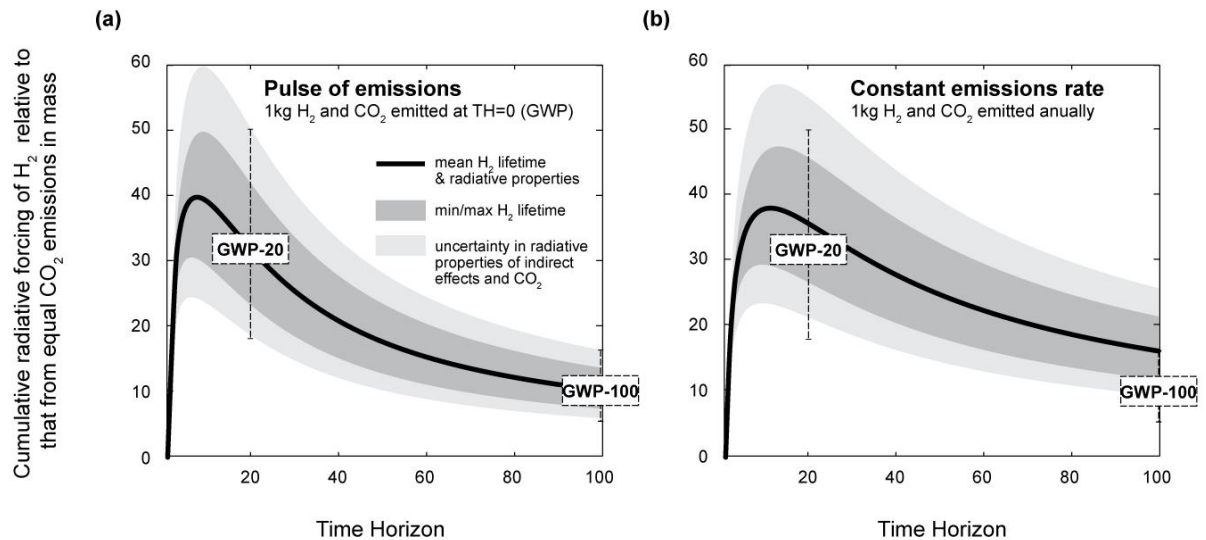 Cumulative radiative forcing of H2 relative to
that from equal CO2 emissions in mass
(a)
60
50
40
30
20
10
0
Pulse of emissions
1kg H2 and CO2 emitted at TH=0 (GWP)
mean H2 lifetime
& radiative properties
min/max H2 lifetime
uncertainty in radiative
properties of indirect
effects and CO2
GWP-20
GWP-100
20 40 60 80 100
Time Horizon
(b)
60
50
40
30
20
10
0
Constant emissions rate
1kg H2 and CO2 emitted anually
GWP-20
GWP-100
20 40 60 80 100
Time Horizon